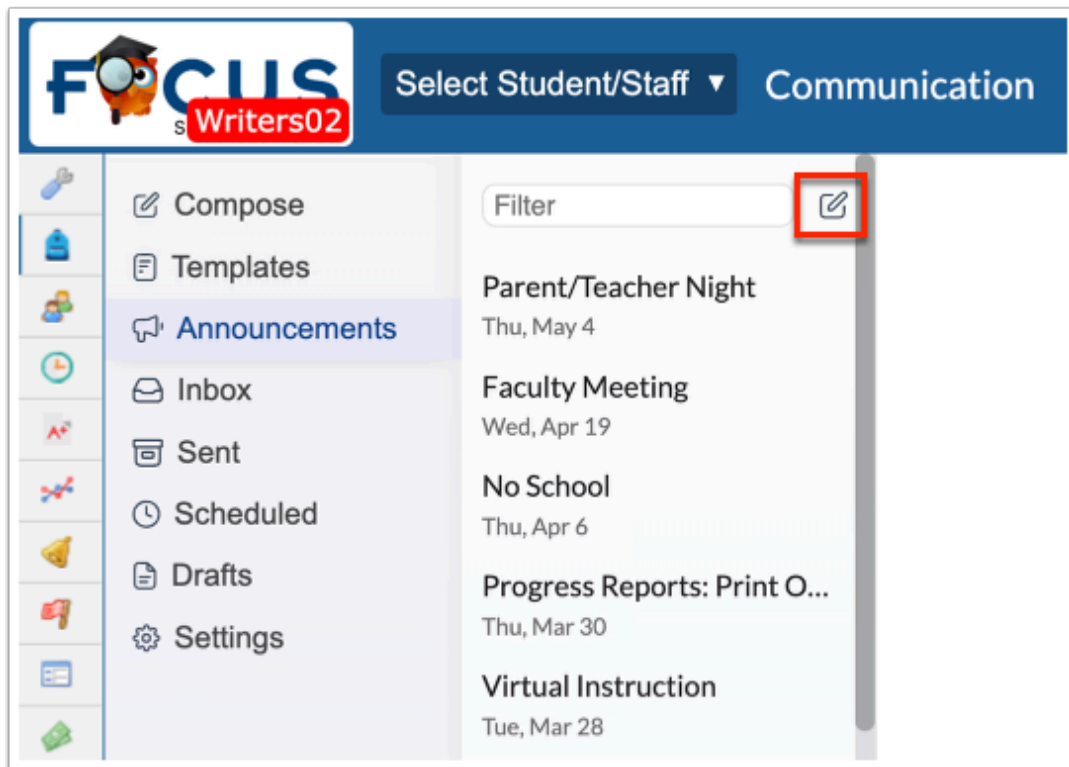 FOCUS
S
Writers02
Select Student/Staff ▼
Communication
Compose
Templates
Announcements
Inbox
Sent
Scheduled
Drafts
Settings
Filter
Parent/Teacher Night
Thu, May 4
Faculty Meeting
Wed, Apr 19
No School
Thu, Apr 6
Progress Reports: Print O...
Thu, Mar 30
Virtual Instruction
Tue, Mar 28
A+